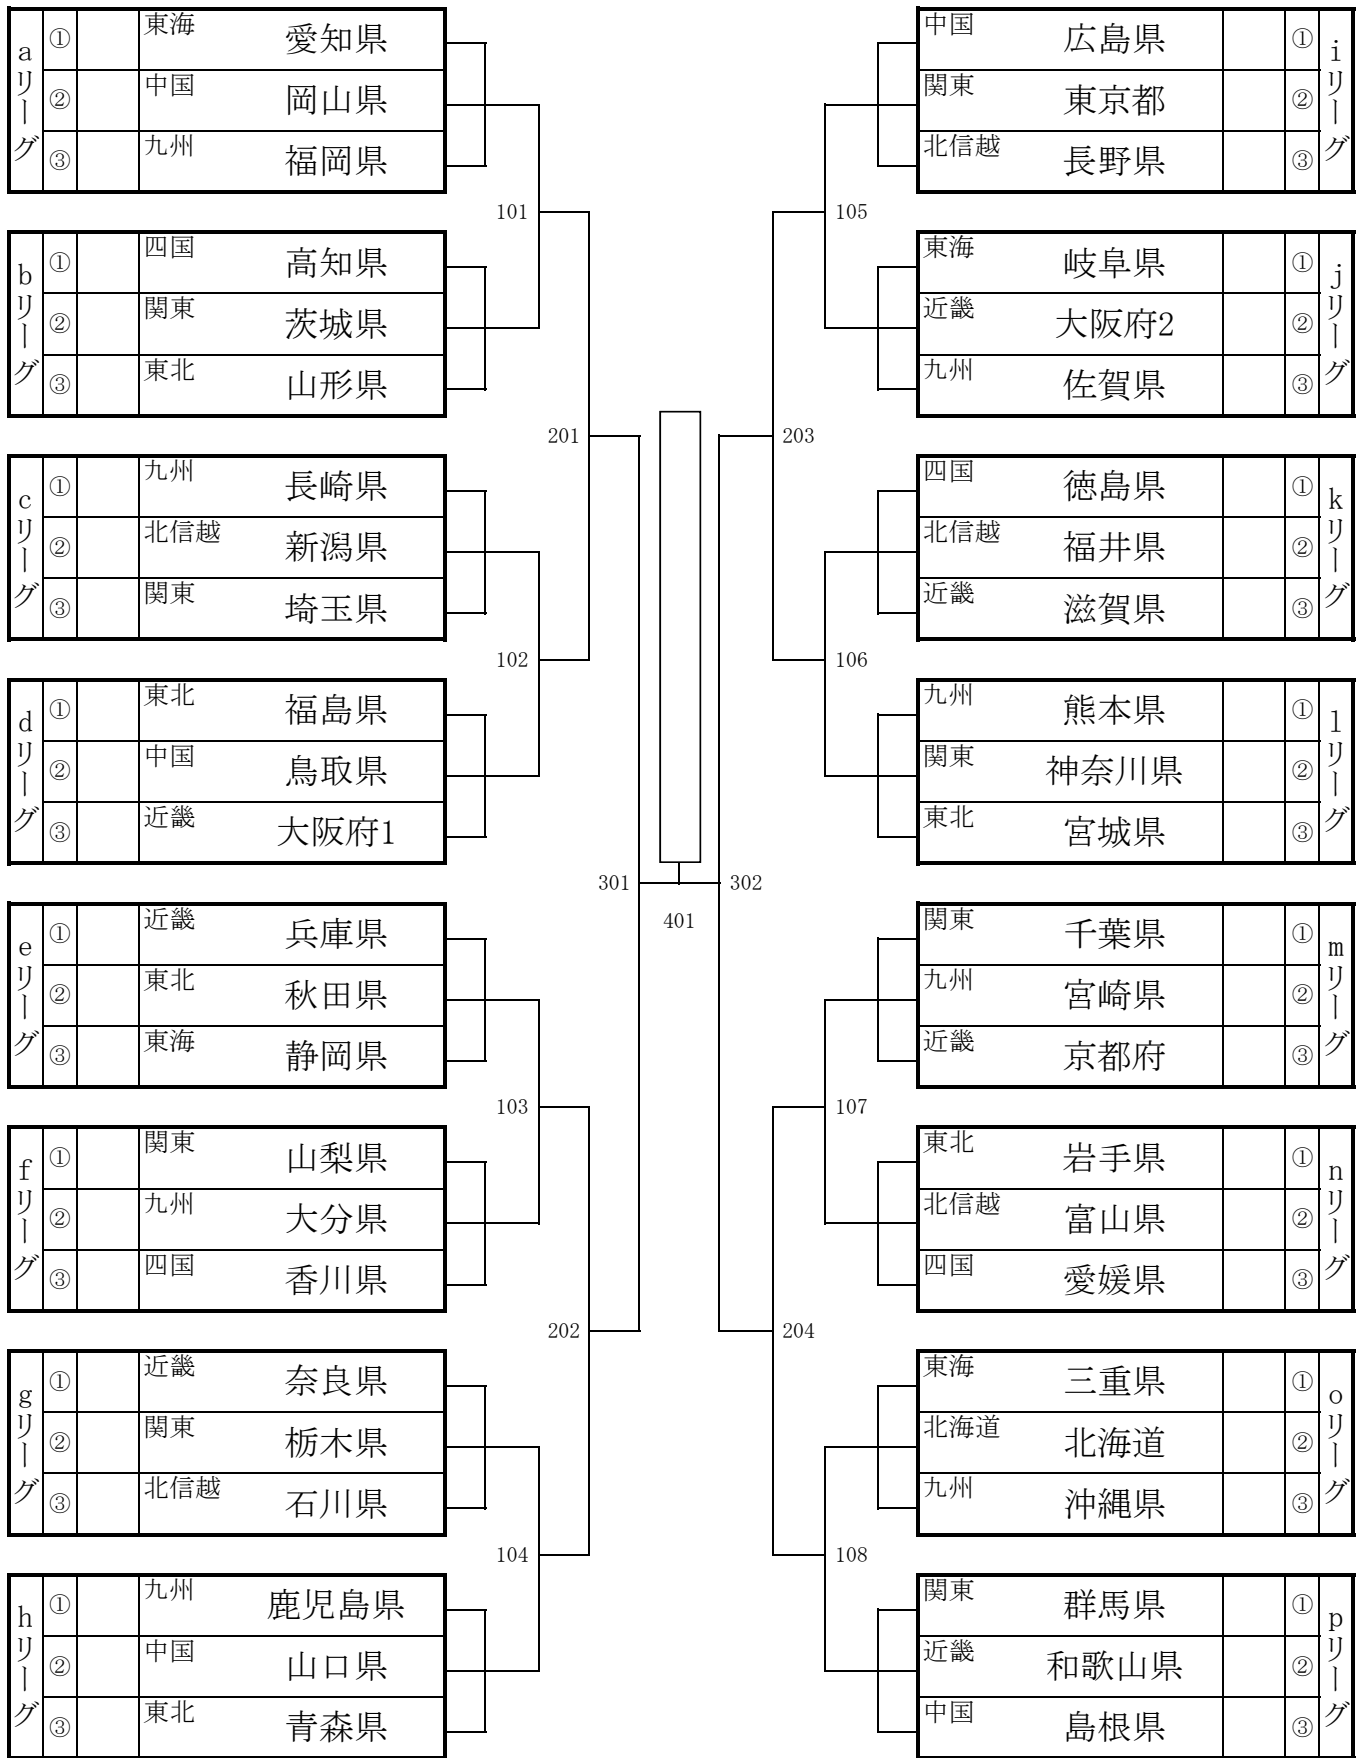 aリーグ
① 東海 愛知県
② 中国 岡山県
③ 九州 福岡県
101
bリーグ
① 四国 高知県
② 関東 茨城県
③ 東北 山形県
201
cリーグ
① 九州 長崎県
② 北信越 新潟県
③ 関東 埼玉県
102
dリーグ
① 東北 福島県
② 中国 鳥取県
③ 近畿 大阪府1
301
eリーグ
① 近畿 兵庫県
② 東北 秋田県
③ 東海 静岡県
103
fリーグ
① 関東 山梨県
② 九州 大分県
③ 四国 香川県
202
gリーグ
① 近畿 奈良県
② 関東 栃木県
③ 北信越 石川県
104
hリーグ
① 九州 鹿児島県
② 中国 山口県
③ 東北 青森県
401
中国 広島県 ①
関東 東京都 ②
北信越 長野県 ③
iリーグ
105
東海 岐阜県 ①
近畿 大阪府2 ②
九州 佐賀県 ③
jリーグ
203
四国 徳島県 ①
北信越 福井県 ②
近畿 滋賀県 ③
kリーグ
106
九州 熊本県 ①
関東 神奈川県 ②
東北 宮城県 ③
lリーグ
302
関東 千葉県 ①
九州 宮崎県 ②
近畿 京都府 ③
mリーグ
107
東北 岩手県 ①
北信越 富山県 ②
四国 愛媛県 ③
nリーグ
204
東海 三重県 ①
北海道 北海道 ②
九州 沖縄県 ③
oリーグ
108
関東 群馬県 ①
近畿 和歌山県 ②
中国 島根県 ③
pリーグ